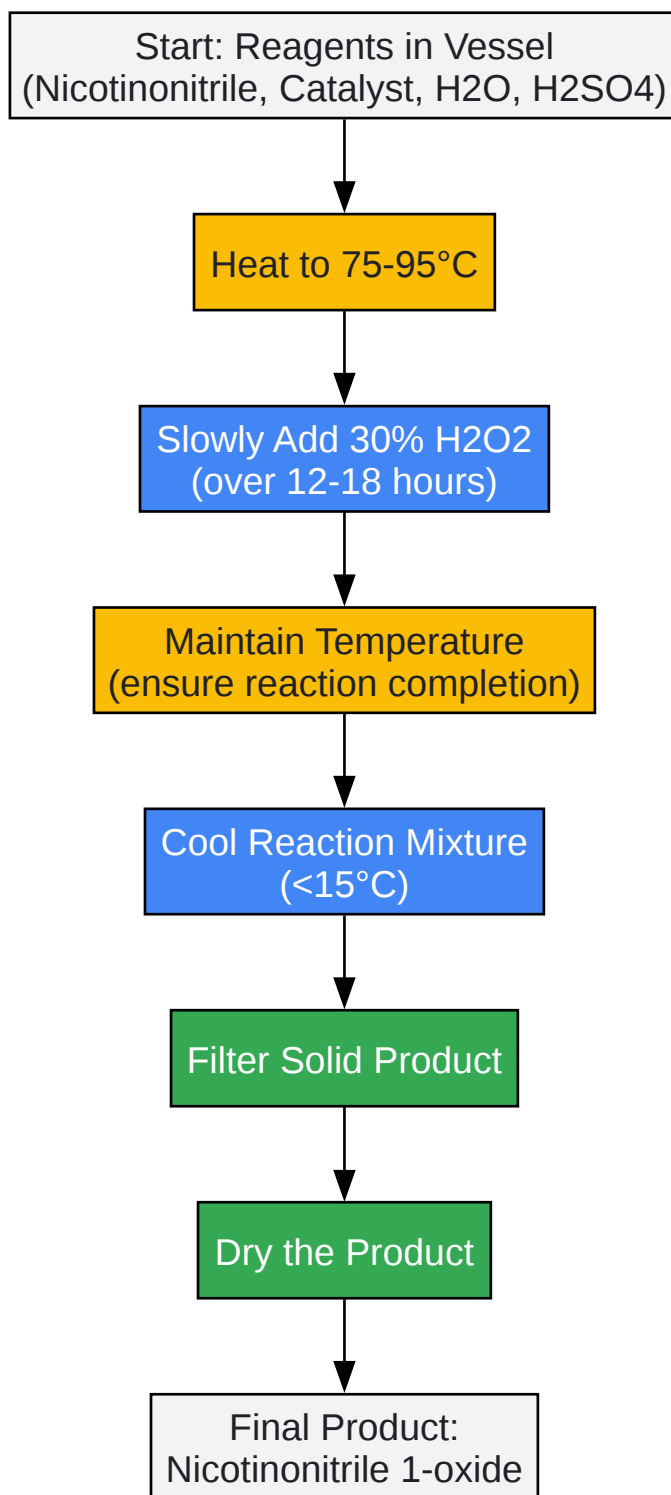 Start: Reagents in Vessel
(Nicotinonitrile, Catalyst, H2O, H2SO4)
Heat to 75-95°C
Slowly Add 30% H2O2
(over 12-18 hours)
Maintain Temperature
(ensure reaction completion)
Cool Reaction Mixture
(<15°C)
Filter Solid Product
Dry the Product
Final Product:
Nicotinonitrile 1-oxide